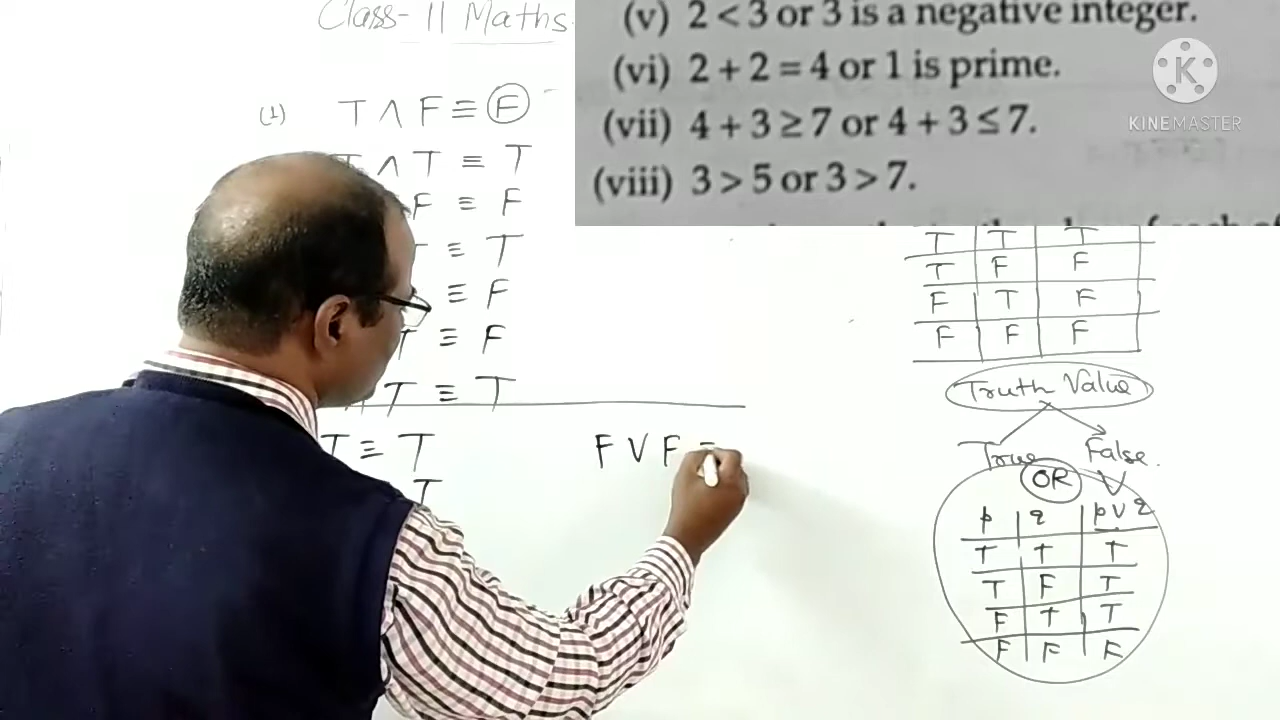 Class-11 Maths
(v) 2 < 3 or 3 is a negative integer.
(vi) 2 + 2 = 4 or 1 is prime.
(vii) 4 + 3 ≥ 7 or 4 + 3 ≤ 7.
(viii) 3 > 5 or 3 > 7.
KINEMASTER
(1) T ∧ F ≡ F
T ∧ T ≡ T
F ≡ F
≡ T
≡ F
T ≡ F
T ≡ T
T ≡ T
T
F ∨ F
T T T
T F F
F T F
F F F
Truth Value
True False.
OR ∨
p q p∨q
T T T
T F T
F T T
F F F